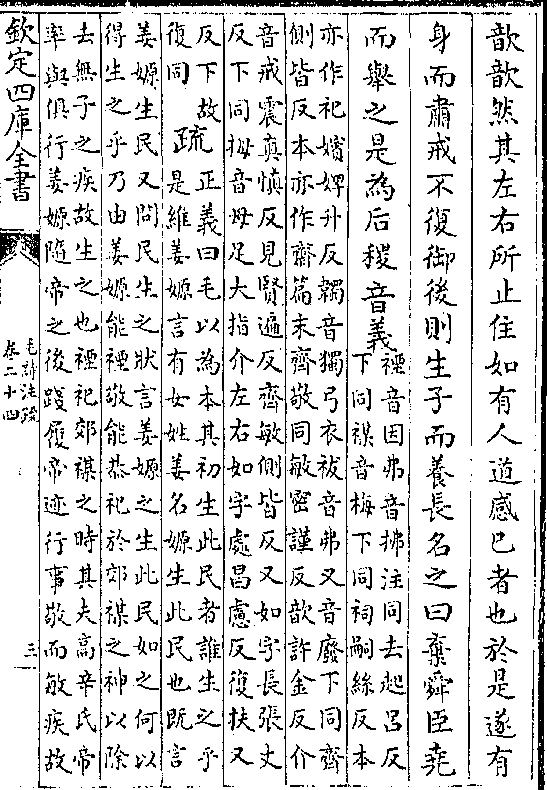 歆歆然其左右所止住如有人道感已者也於是遂有
身而肅戒不復御後則生子而養長名之曰棄舜臣堯
而舉之是為后稷音義
禋音因弗音拂注同去起呂反
下同禖音梅下同祠嗣絲反本
亦作祀嬪婢升反韣音獨弓衣袚音弗又音廢下同齊
側皆反本亦作齋篇末齊敬同敏密謹反歆許金反介
音戒震真慎反見賢遍反齊敏側皆反又如字長張丈
反下同拇音母足大指介左右如字處昌慮反復扶又
反下故
復同
疏
正義曰毛以為本其初生此民者誰生之乎
是維姜嫄言有女姓姜名嫄生此民也既言
姜嫄生民又問民生之狀言姜嫄之生此民如之何以
得生之乎乃由姜嫄能禋敬能恭祀於郊禖之神以除
去無子之疾故生之也禋祀郊禖之時其夫高辛氏帝
率與俱行姜嫄隨帝之後踐履帝迹行事敬而敏疾故
欽定四庫全書
毛詩注疏
卷二十四
三